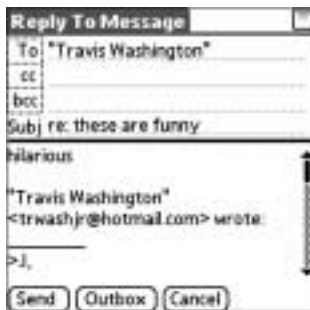 Reply To Message
To "Travis Washington"
cc
bcc
Subj re: these are funny
hilarious
"Travis Washington"
<trwashjr@hotmail.com> wrote:
>J,
Send Outbox Cancel